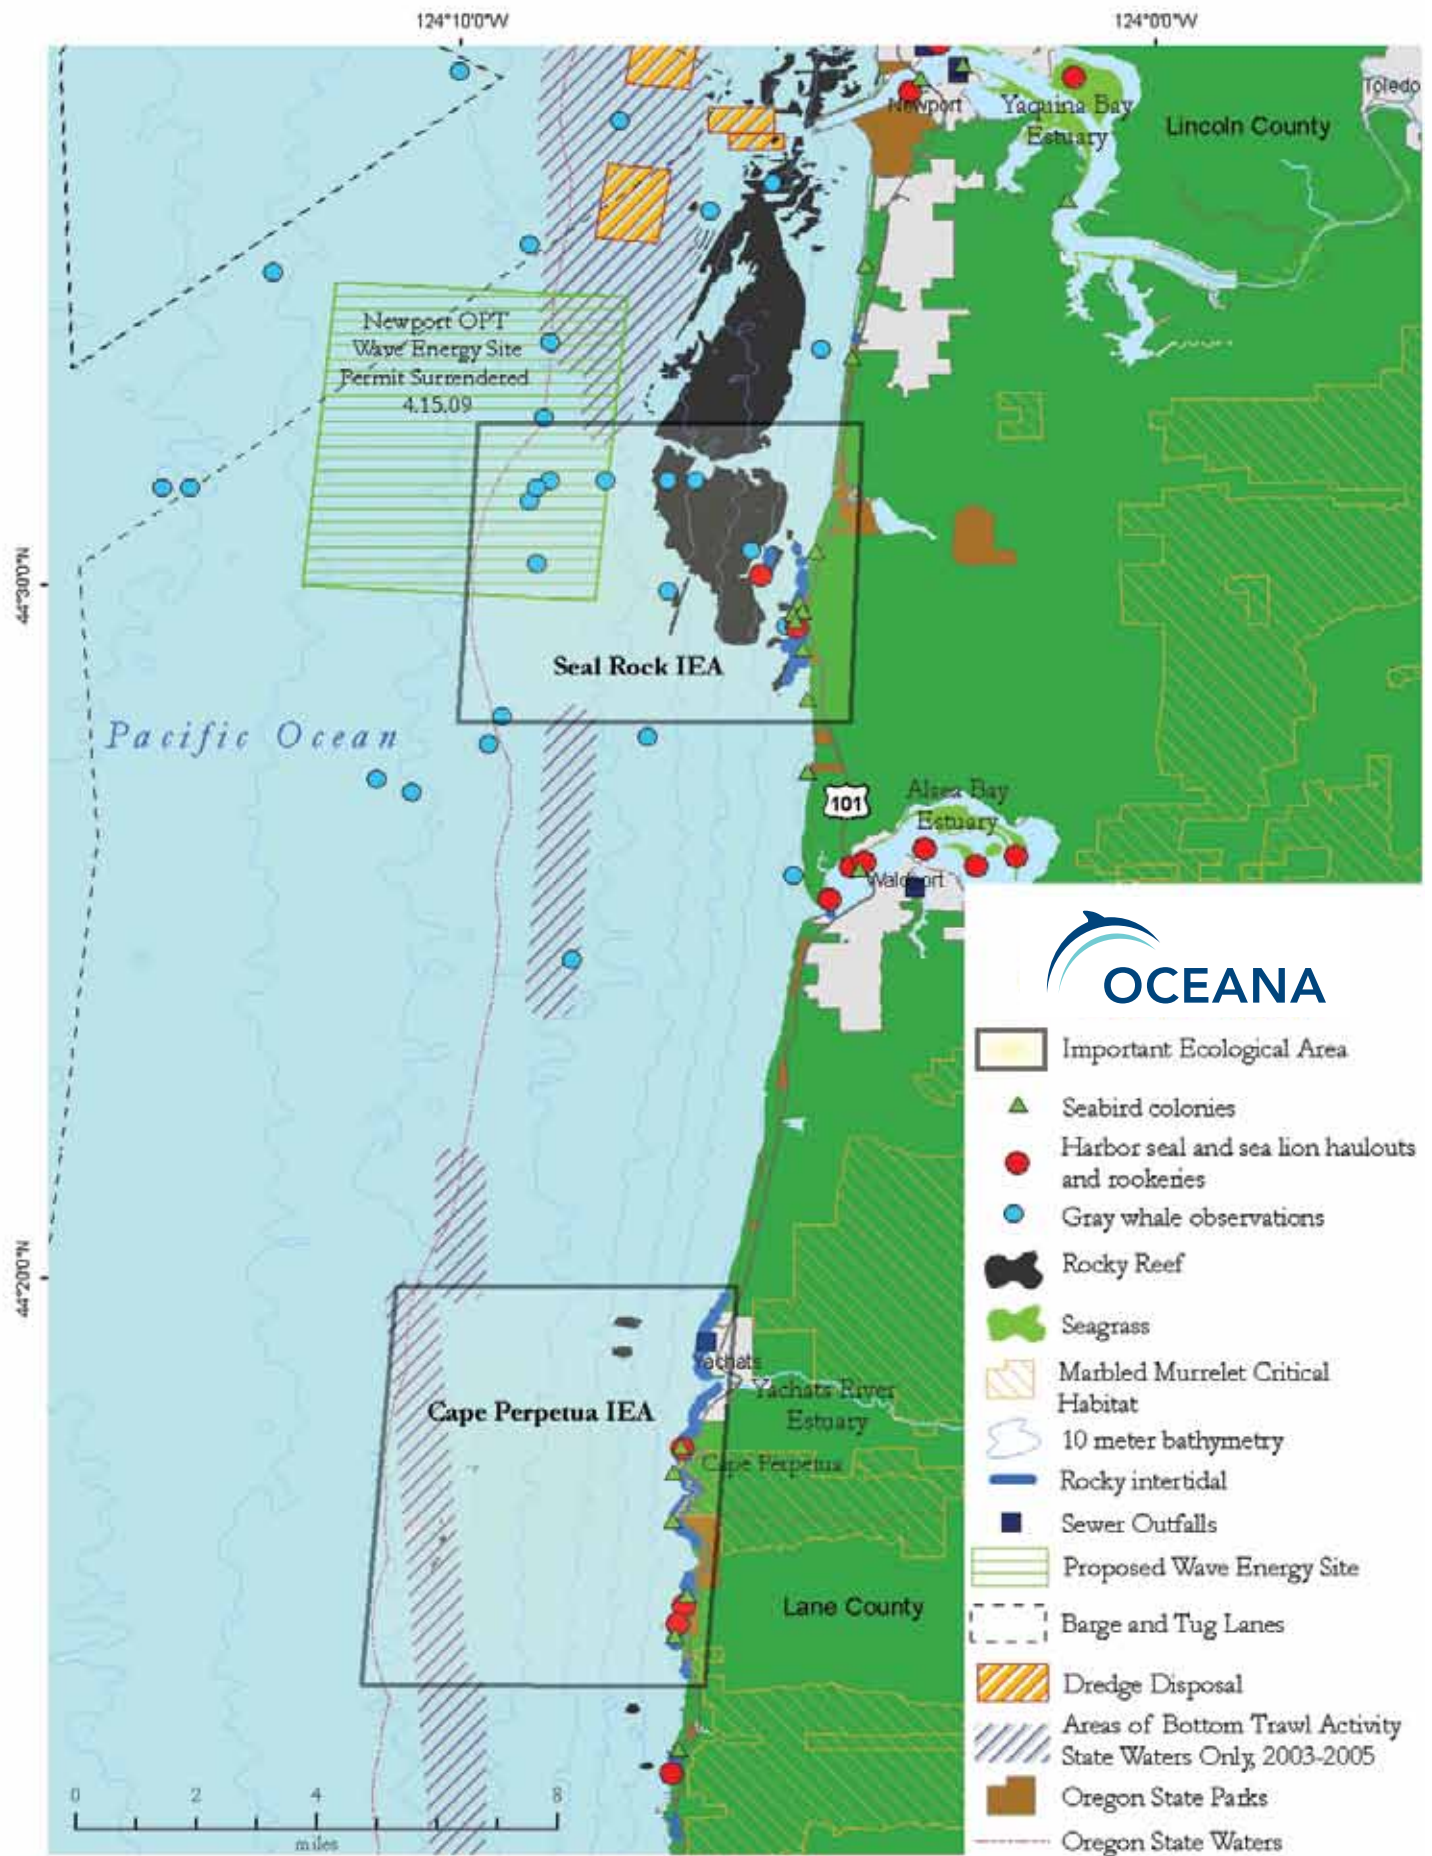 124°10'0"W
124°0'0"W
Toledo
Newport
Yaquina Bay
Estuary
Lincoln County
Newport OPT
Wave Energy Site
Permit Surrendered
4.15.09
44°30'0"N
Seal Rock IEA
Pacific Ocean
101
Alsea Bay
Estuary
Waldport
OCEANA
Important Ecological Area
Seabird colonies
Harbor seal and sea lion haulouts
and rookeries
Gray whale observations
44°20'0"N
Rocky Reef
Seagrass
Yachats
Marbled Murrelet Critical
Habitat
Yachats River
Estuary
Cape Perpetua IEA
10 meter bathymetry
Cape Perpetua
Rocky intertidal
Sewer Outfalls
Proposed Wave Energy Site
Lane County
Barge and Tug Lanes
Dredge Disposal
Areas of Bottom Trawl Activity
State Waters Only, 2003-2005
Oregon State Parks
0 2 4 8
miles
Oregon State Waters